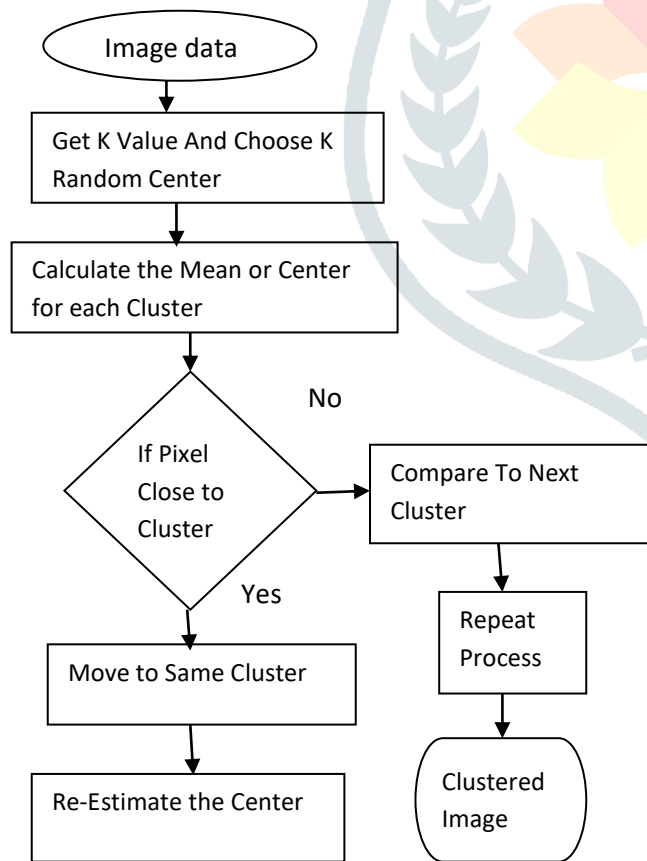 Image data
Get K Value And Choose K
Random Center
Calculate the Mean or Center
for each Cluster
No
If Pixel
Close to
Cluster
Compare To Next
Cluster
Yes
Repeat
Process
Move to Same Cluster
Clustered
Image
Re-Estimate the Center